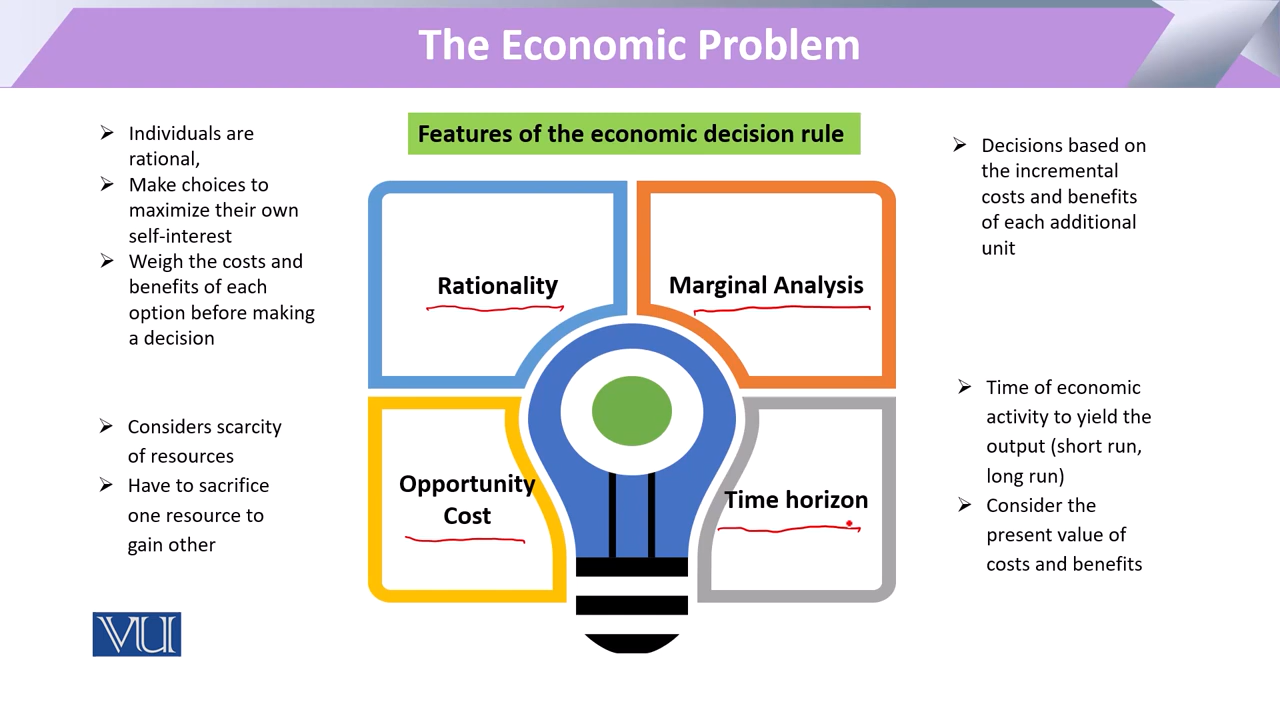 The Economic Problem
Features of the economic decision rule
➢ Individuals are
rational,
➢ Make choices to
maximize their own
self-interest
➢ Weigh the costs and
benefits of each
option before making
a decision
Rationality
Marginal Analysis
➢ Decisions based on
the incremental
costs and benefits
of each additional
unit
➢ Considers scarcity
of resources
➢ Have to sacrifice
one resource to
gain other
Opportunity
Cost
Time horizon
➢ Time of economic
activity to yield the
output (short run,
long run)
➢ Consider the
present value of
costs and benefits
VU